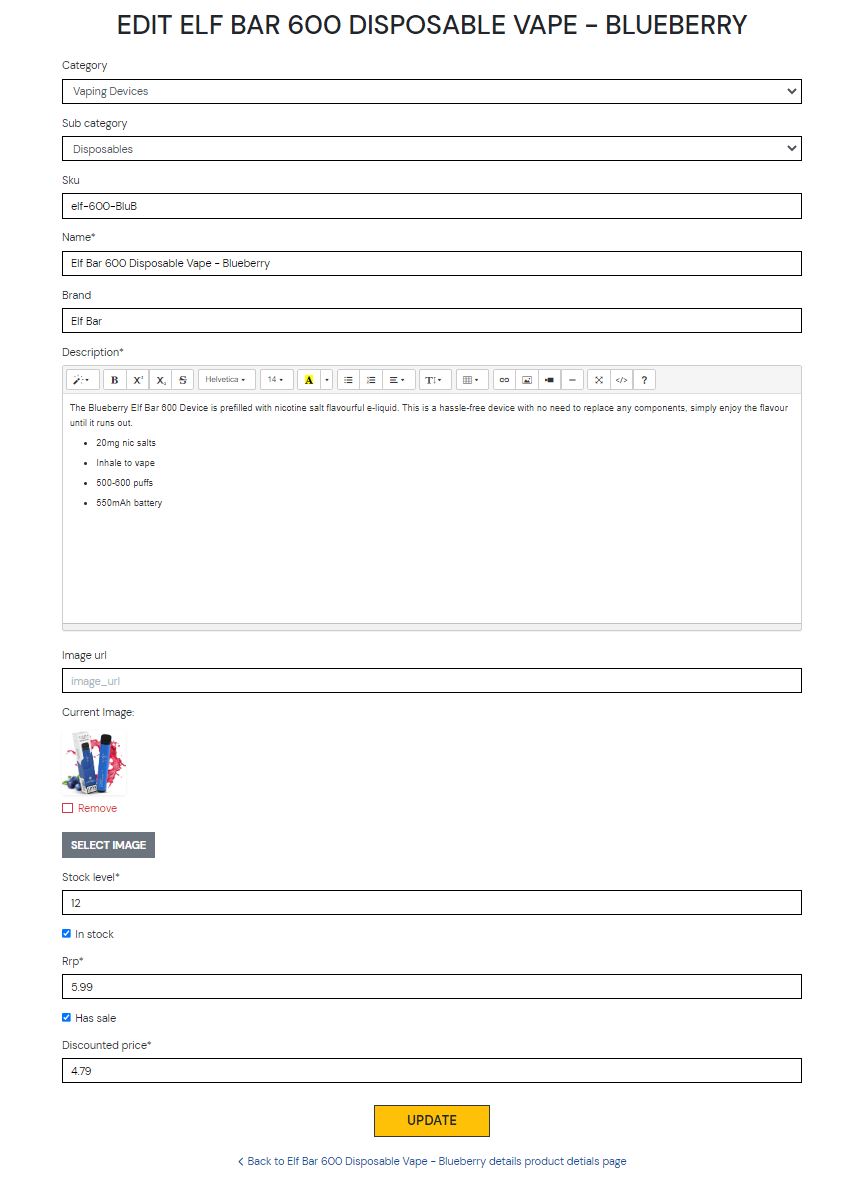 EDIT ELF BAR 600 DISPOSABLE VAPE - BLUEBERRY
Category
Vaping Devices
Sub category
Disposables
Sku
elf-600-BluB
Name*
Elf Bar 600 Disposable Vape - Blueberry
Brand
Elf Bar
Description*
B X² X₂ S Helvetica 14 A TI </> ?
The Blueberry Elf Bar 600 Device is prefilled with nicotine salt flavourful e-liquid. This is a hassle-free device with no need to replace any components, simply enjoy the flavour
until it runs out.
20mg nic salts
Inhale to vape
500-600 puffs
550mAh battery
Image url
image_url
Current Image:
Remove
SELECT IMAGE
Stock level*
12
In stock
Rrp*
5.99
Has sale
Discounted price*
4.79
UPDATE
Back to Elf Bar 600 Disposable Vape - Blueberry details product detials page